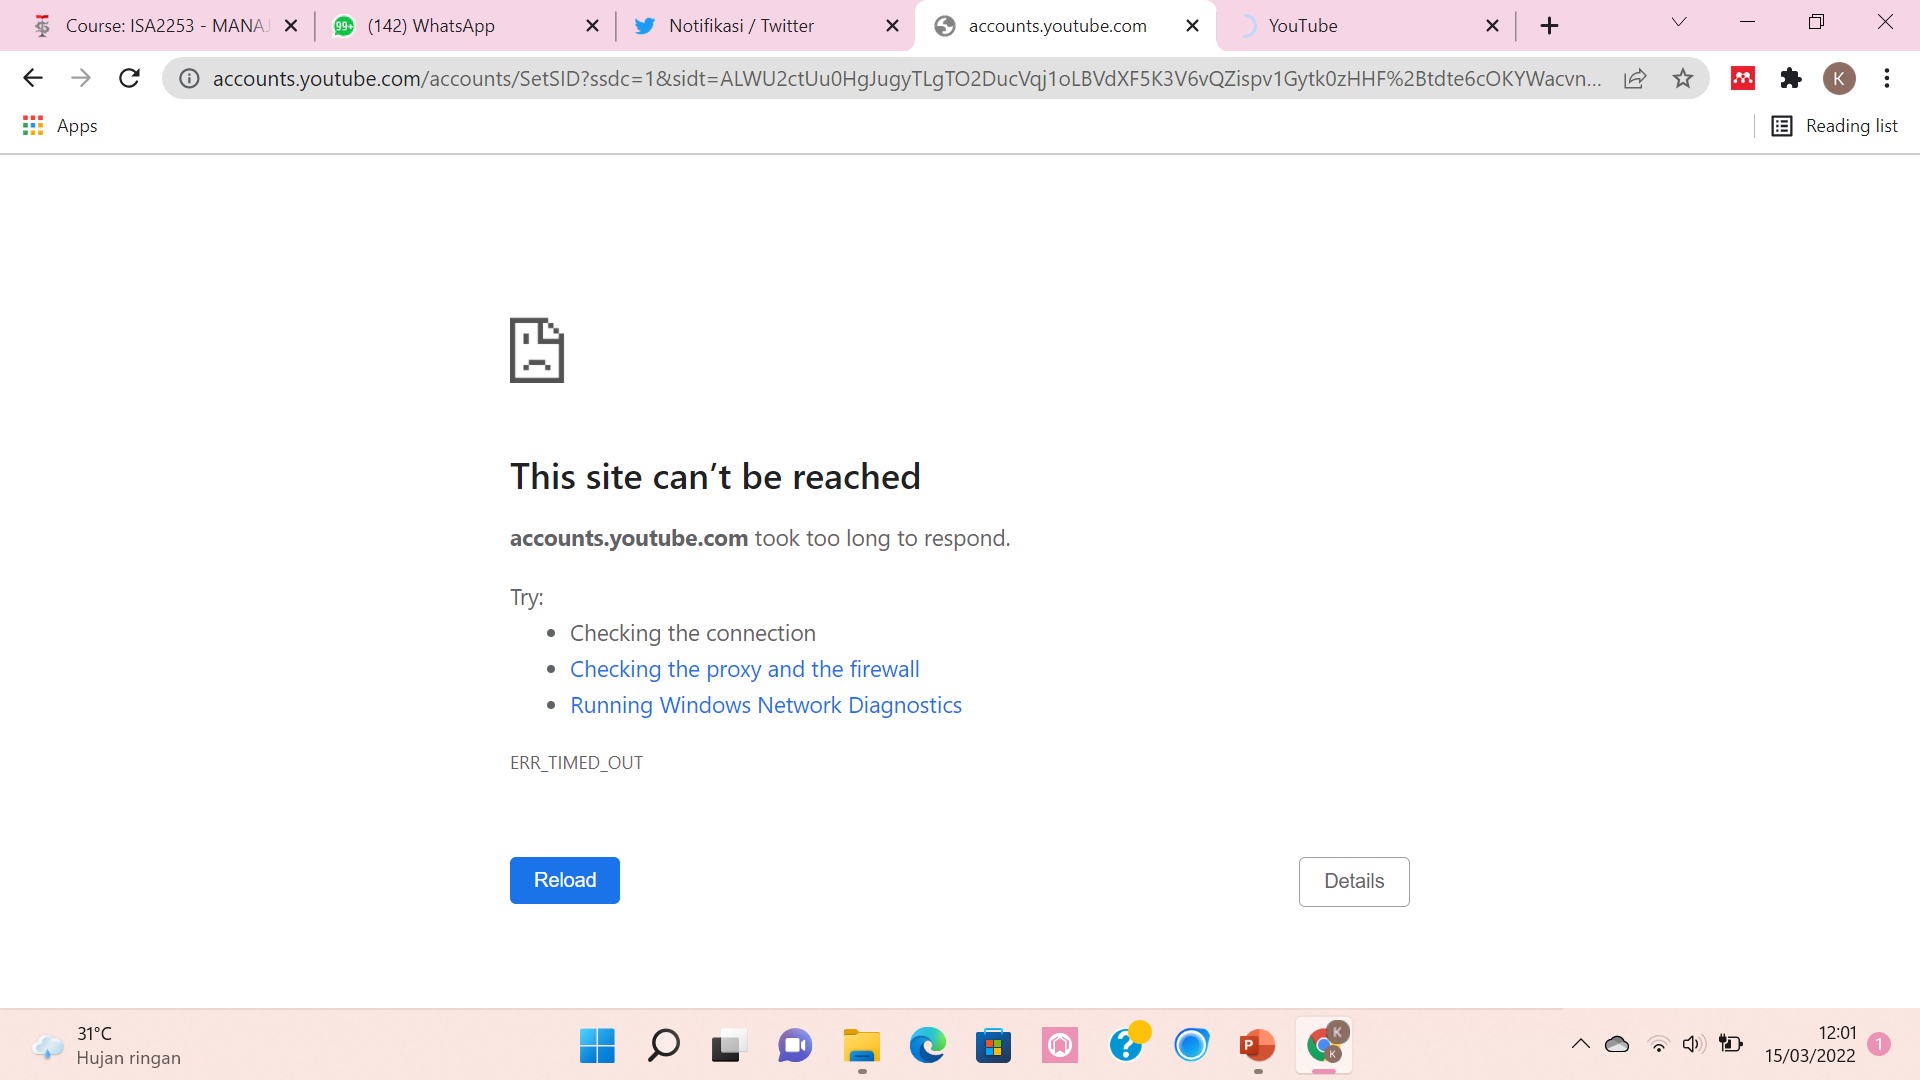 Course: ISA2253 - MANAJ
99+ (142) WhatsApp
Notifikasi / Twitter
accounts.youtube.com
YouTube
accounts.youtube.com/accounts/SetSID?ssdc=1&sidt=ALWU2ctUu0HgJugyTLgTO2DucVqj1oLBVdXF5K3V6vQZispv1Gytk0zHHF%2Btdte6cOKYWacvn...
K
Apps
Reading list
This site can’t be reached
accounts.youtube.com took too long to respond.
Try:
• Checking the connection
• Checking the proxy and the firewall
• Running Windows Network Diagnostics
ERR_TIMED_OUT
Reload
Details
31°C
Hujan ringan
?
P
K
K
12:01
15/03/2022
1